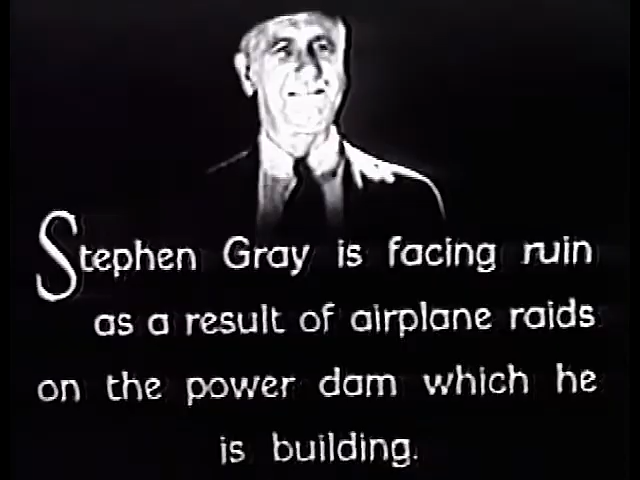 Stephen Gray is facing ruin
as a result of airplane raids
on the power dam which he
is building.